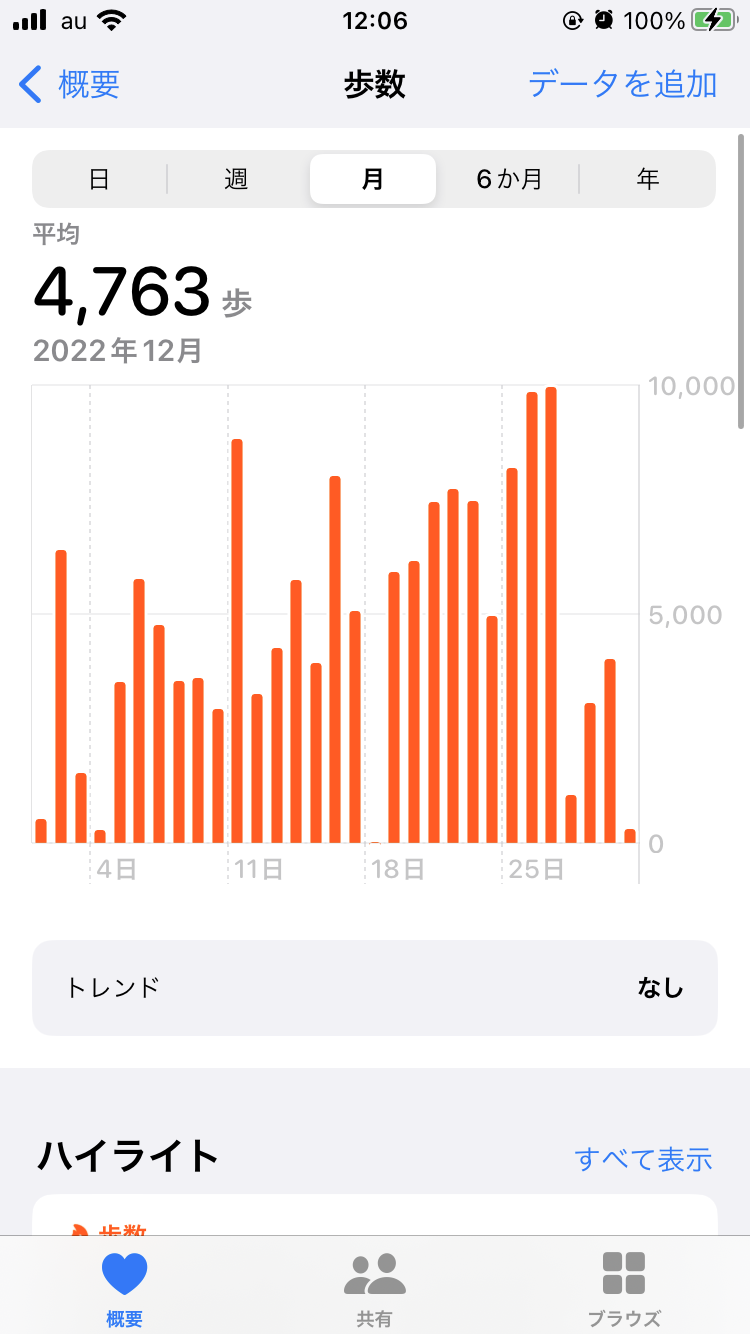 au 12:06 100%
概要 歩数 データを追加
日 週 月 6か月 年
平均
4,763 歩
2022年12月
10,000
5,000
0
4日 11日 18日 25日
トレンド なし
ハイライト すべて表示
歩数
概要 共有 ブラウズ